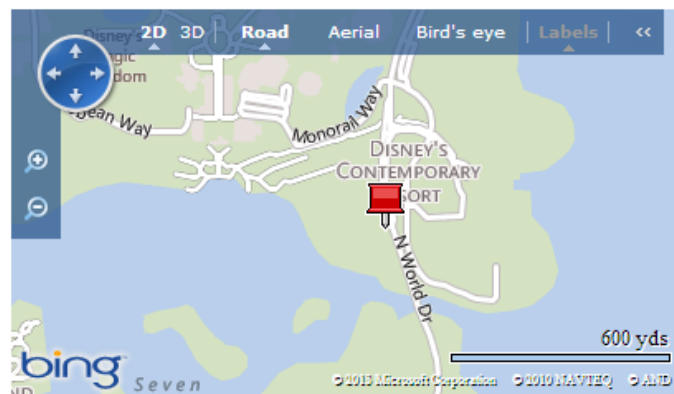 2D 3D | Road Aerial Bird's eye | Labels | «
Disney's
Magic
Kingdom
bean Way
Monorail Way
DISNEY'S
CONTEMPORARY
SORT
N World Dr
600 yds
bing
Seven
© 2013 Microsoft Corporation © 2010 NAVTEQ © AND